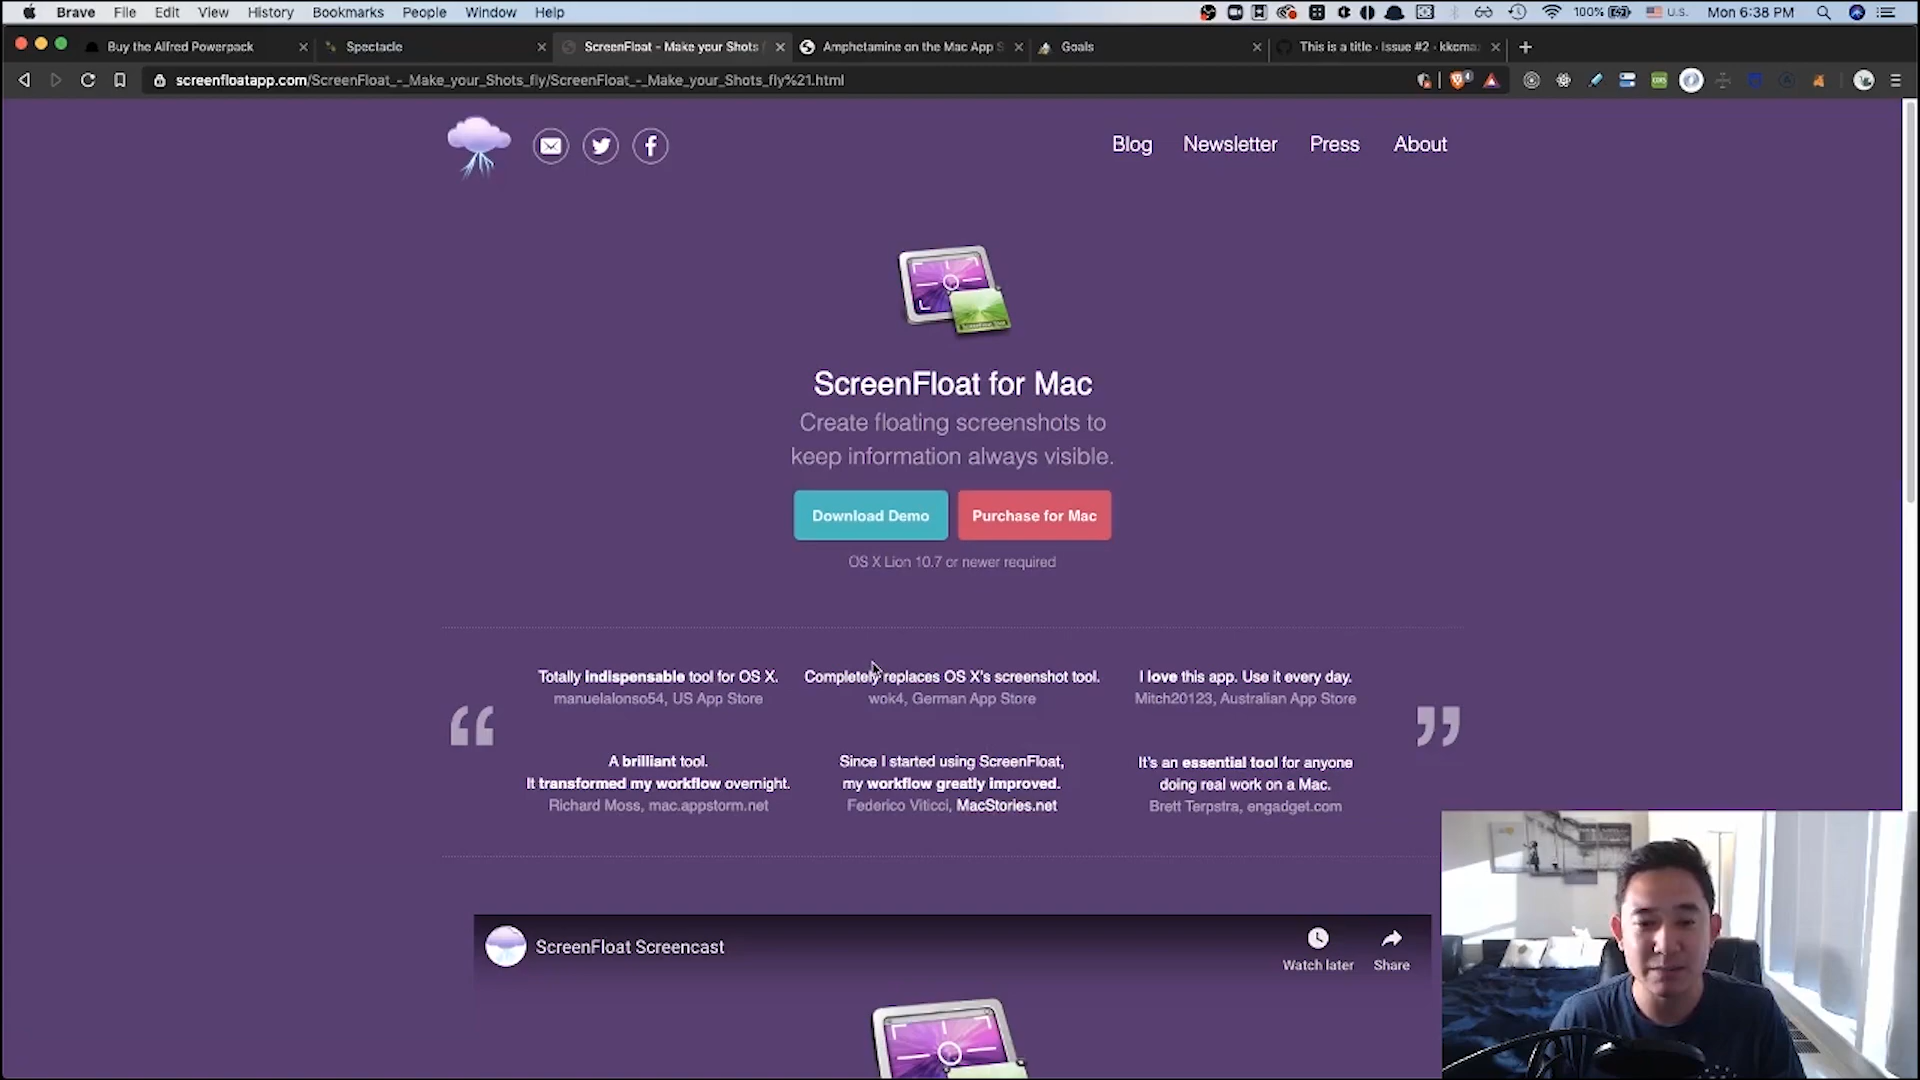 Brave File Edit View History Bookmarks People Window Help 100% U.S. Mon 6:38 PM
Buy the Alfred Powerpack Spectacle ScreenFloat - Make your Shots Amphetamine on the Mac App S Goals This is a title · Issue #2 · kkcma
screenfloatapp.com/ScreenFloat_-_Make_your_Shots_fly/ScreenFloat_-_Make_your_Shots_fly%21.html
Blog Newsletter Press About
ScreenFloat for Mac
Create floating screenshots to
keep information always visible.
Download Demo Purchase for Mac
OS X Lion 10.7 or newer required
Totally indispensable tool for OS X.
manuelalonso54, US App Store
Completely replaces OS X's screenshot tool.
wok4, German App Store
I love this app. Use it every day.
Mitch20123, Australian App Store
“
”
A brilliant tool.
It transformed my workflow overnight.
Richard Moss, mac.appstorm.net
Since I started using ScreenFloat,
my workflow greatly improved.
Federico Viticci, MacStories.net
It's an essential tool for anyone
doing real work on a Mac.
Brett Terpstra, engadget.com
ScreenFloat Screencast
Watch later Share